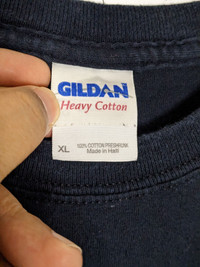 GILDAN
Heavy Cotton
XL
100% COTTON PRESHRUNK
Made in Haiti